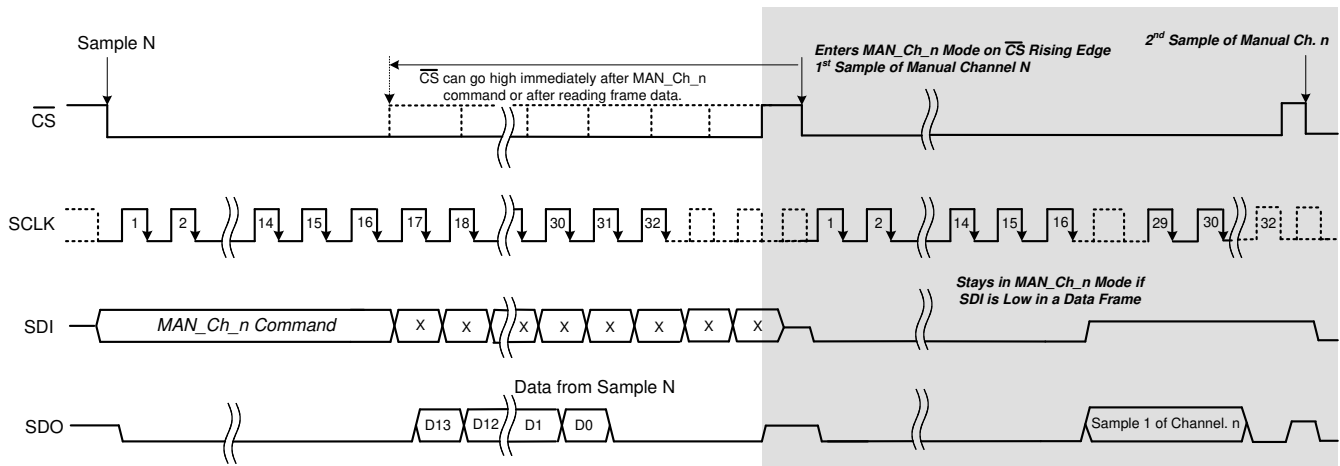 Sample N
Enters MAN_Ch_n Mode on CS Rising Edge
1st Sample of Manual Channel N
2nd Sample of Manual Ch. n
CS can go high immediately after MAN_Ch_n
command or after reading frame data.
CS
SCLK
1 2 14 15 16 17 18 30 31 32 1 2 14 15 16 29 30 32
Stays in MAN_Ch_n Mode if
SDI is Low in a Data Frame
SDI
MAN_Ch_n Command
X X X X X X X X
Data from Sample N
SDO
D13 D12 D1 D0
Sample 1 of Channel. n